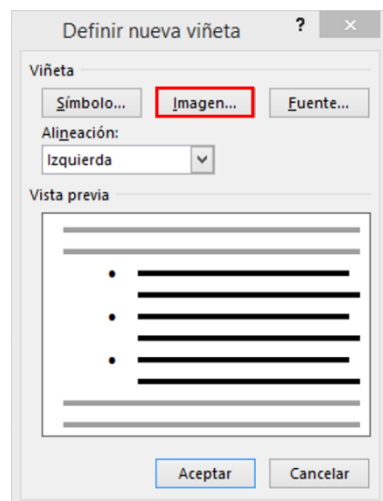 Definir nueva viñeta ? ×
Viñeta
Símbolo... Imagen... Fuente...
Alineación:
Izquierda
Vista previa
Aceptar Cancelar